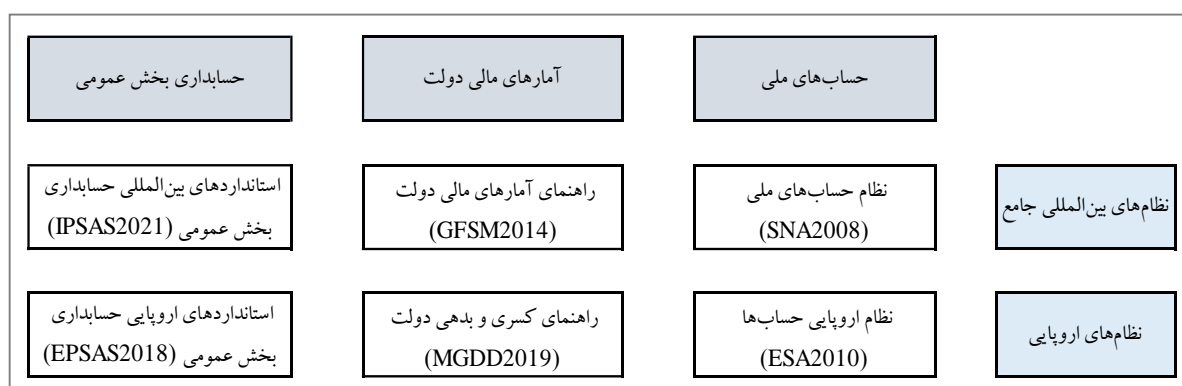 حساب‌های ملی
آمارهای مالی دولت
حسابداری بخش عمومی
نظام‌های بین‌المللی جامع
نظام حساب‌های ملی
(SNA2008)
راهنمای آمارهای مالی دولت
(GFSM2014)
استانداردهای بین‌المللی حسابداری
بخش عمومی (IPSAS2021)
نظام‌های اروپایی
نظام اروپایی حساب‌ها
(ESA2010)
راهنمای کسری و بدهی دولت
(MGDD2019)
استانداردهای اروپایی حسابداری
بخش عمومی (EPSAS2018)